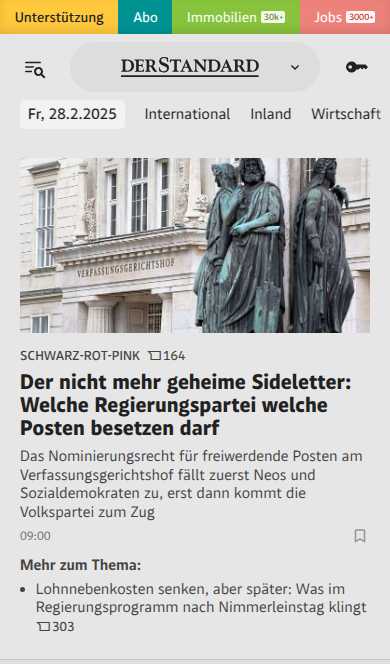 Unterstützung Abo Immobilien 30k+ Jobs 3000+
DERSTANDARD
Fr, 28.2.2025 International Inland Wirtschaft
VERFASSUNGSGERICHTSHOF
SCHWARZ-ROT-PINK 164
Der nicht mehr geheime Sideletter:
Welche Regierungspartei welche
Posten besetzen darf
Das Nominierungsrecht für freiwerdende Posten am
Verfassungsgerichtshof fällt zuerst Neos und
Sozialdemokraten zu, erst dann kommt die
Volkspartei zum Zug
09:00
Mehr zum Thema:
• Lohnnebenkosten senken, aber später: Was im
Regierungsprogramm nach Nimmerleinstag klingt
303